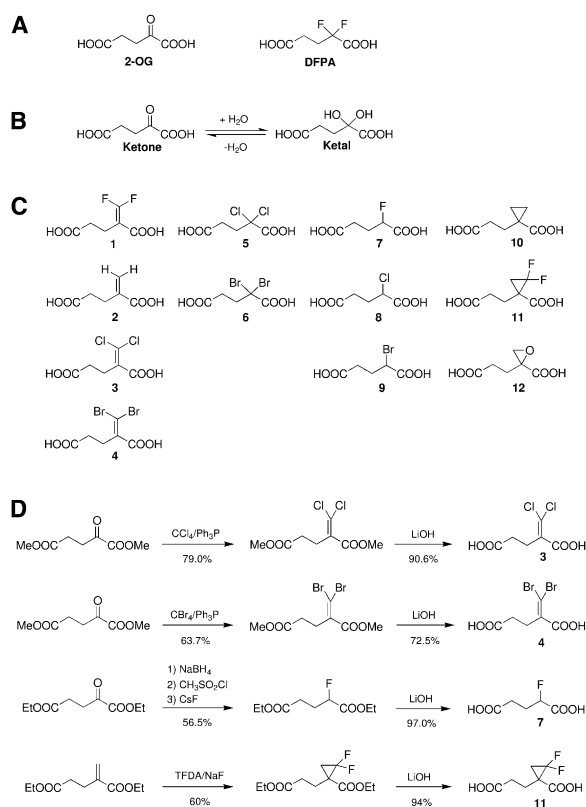 A
O
HOOC COOH
2-OG
F F
HOOC COOH
DFPA
B
O
HOOC COOH
Ketone
+ H₂O
-H₂O
HO OH
HOOC COOH
Ketal
C
F F
HOOC COOH
1
Cl Cl
HOOC COOH
5
F
HOOC COOH
7
HOOC COOH
10
H H
HOOC COOH
2
Br Br
HOOC COOH
6
Cl
HOOC COOH
8
F F
HOOC COOH
11
Cl Cl
HOOC COOH
3
Br
HOOC COOH
9
O
HOOC COOH
12
Br Br
HOOC COOH
4
D
O
MeOOC COOMe
CCl₄/Ph₃P
79.0%
Cl Cl
MeOOC COOMe
LiOH
90.6%
Cl Cl
HOOC COOH
3
O
MeOOC COOMe
CBr₄/Ph₃P
63.7%
Br Br
MeOOC COOMe
LiOH
72.5%
Br Br
HOOC COOH
4
O
EtOOC COOEt
1) NaBH₄
2) CH₃SO₂Cl
3) CsF
56.5%
F
EtOOC COOEt
LiOH
97.0%
F
HOOC COOH
7
EtOOC COOEt
TFDA/NaF
60%
F F
EtOOC COOEt
LiOH
94%
F F
HOOC COOH
11